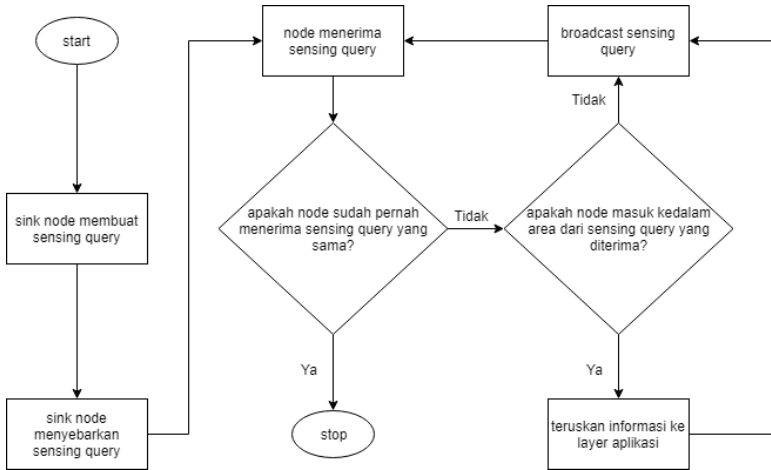 start
node menerima
sensing query
broadcast sensing
query
Tidak
sink node membuat
sensing query
apakah node sudah pernah
menerima sensing query yang
sama?
Tidak
apakah node masuk kedalam
area dari sensing query yang
diterima?
Ya
Ya
sink node
menyebarkan
sensing query
stop
teruskan informasi ke
layer aplikasi